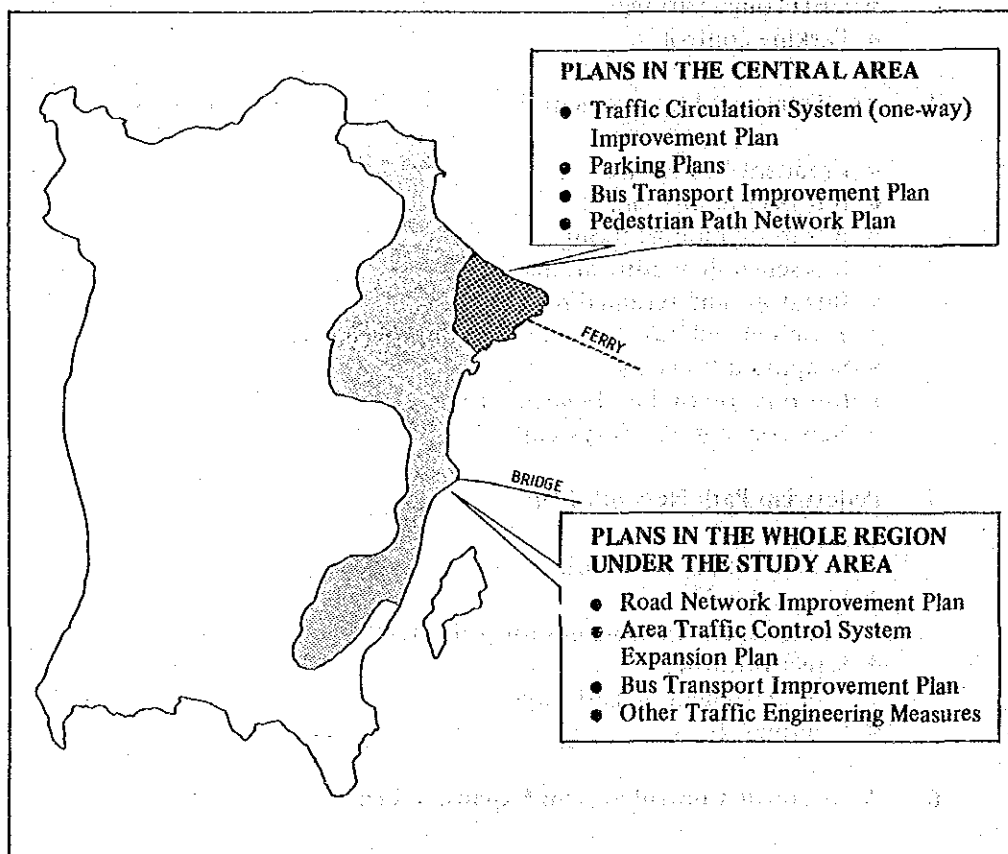 PLANS IN THE CENTRAL AREA
● Traffic Circulation System (one-way)
Improvement Plan
● Parking Plans
● Bus Transport Improvement Plan
● Pedestrian Path Network Plan
FERRY
BRIDGE
PLANS IN THE WHOLE REGION
UNDER THE STUDY AREA
● Road Network Improvement Plan
● Area Traffic Control System
Expansion Plan
● Bus Transport Improvement Plan
● Other Traffic Engineering Measures